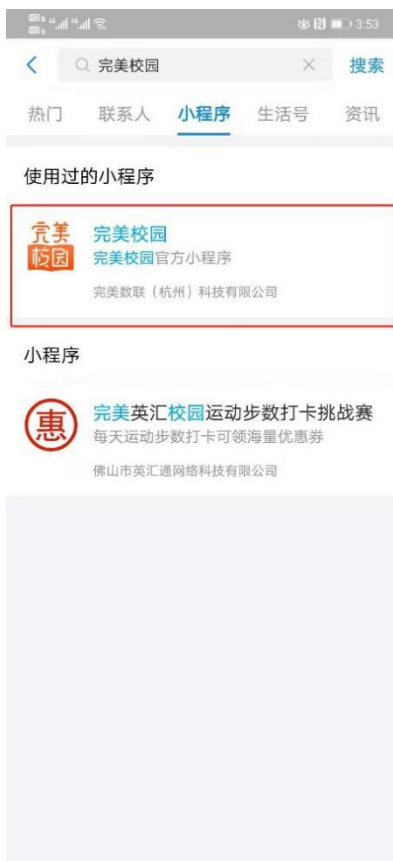 3:53
完美校园
搜索
热门 联系人 小程序 生活号 资讯
使用过的小程序
完美校园
完美校园
完美校园官方小程序
完美数联（杭州）科技有限公司
小程序
惠
完美英汇校园运动步数打卡挑战赛
每天运动步数打卡可领海量优惠券
佛山市英汇通网络科技有限公司